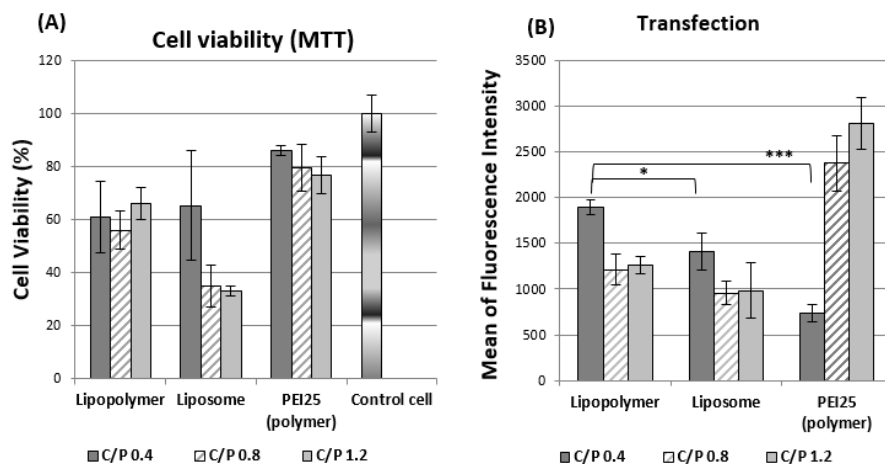 (A)
Cell viability (MTT)
Cell Viability (%)
120
100
80
60
40
20
0
Lipopolymer Liposome PEI25 Control cell
(polymer)
C/P 0.4 C/P 0.8 C/P 1.2
(B)
Transfection
Mean of Fluorescence Intensity
3500
3000
2500
2000
1500
1000
500
0
*
***
Lipopolymer Liposome PEI25
(polymer)
C/P 0.4 C/P 0.8 C/P 1.2